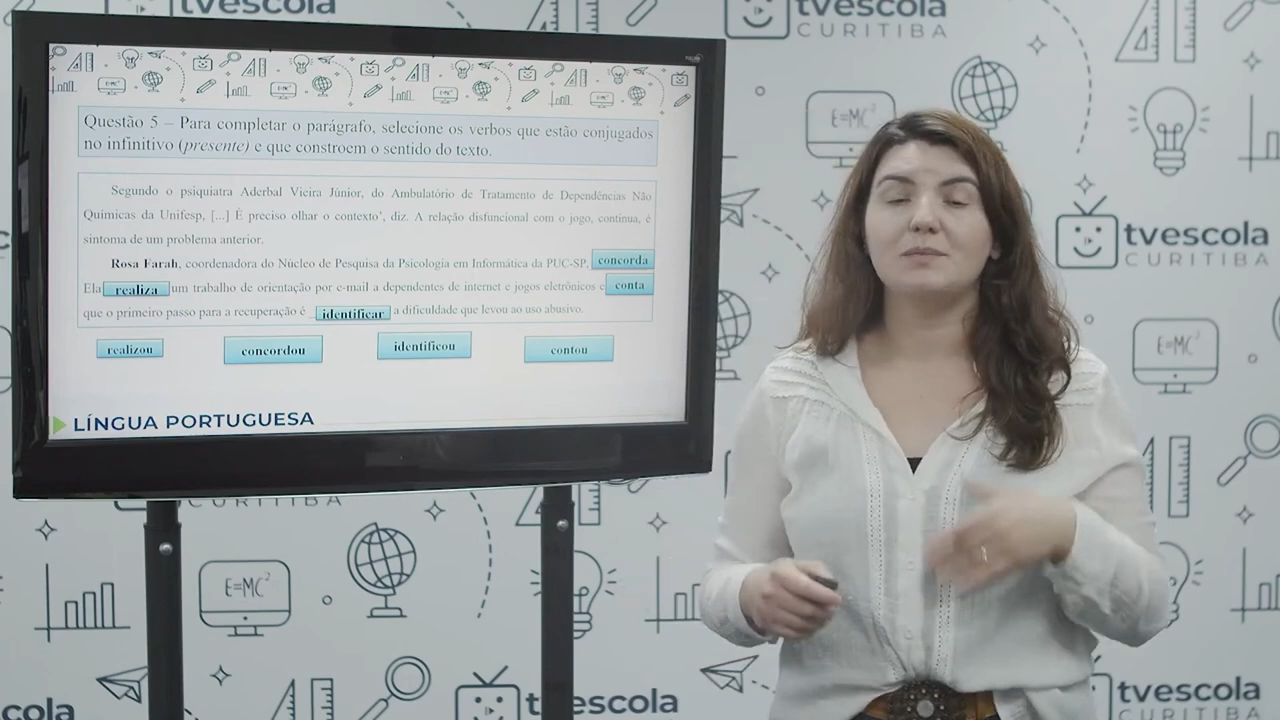 tvescola
tvescola
CURITIBA
Questão 5 – Para completar o parágrafo, selecione os verbos que estão conjugados
no infinitivo (presente) e que constroem o sentido do texto.
Segundo o psiquiatra Aderbal Vieira Júnior, do Ambulatório de Tratamento de Dependências Não
Químicas da Unifesp, [...] É preciso olhar o contexto', diz. A relação disfuncional com o jogo, continua, é
sintoma de um problema anterior.
Rosa Farah, coordenadora do Núcleo de Pesquisa da Psicologia em Informática da PUC-SP, concorda
Ela realiza um trabalho de orientação por e-mail a dependentes de internet e jogos eletrônicos e conta
que o primeiro passo para a recuperação é identificar a dificuldade que levou ao uso abusivo.
realizou concordou identificou contou
LÍNGUA PORTUGUESA
E=MC²
tvescola
CURITIBA
E=MC²
CURITIBA
E=MC²
tvescola
tvescola
CURITIBA